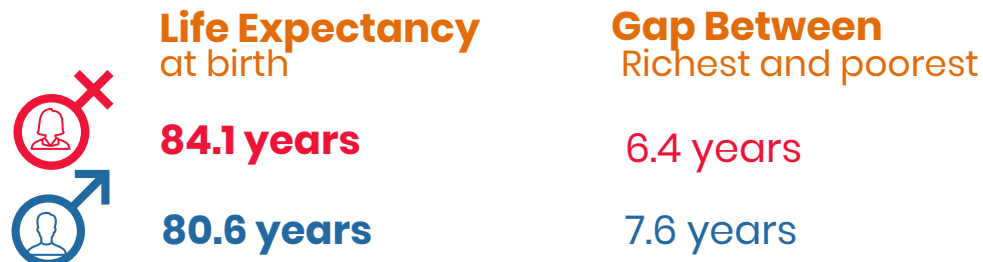 Life Expectancy
at birth
Gap Between
Richest and poorest
84.1 years
6.4 years
80.6 years
7.6 years